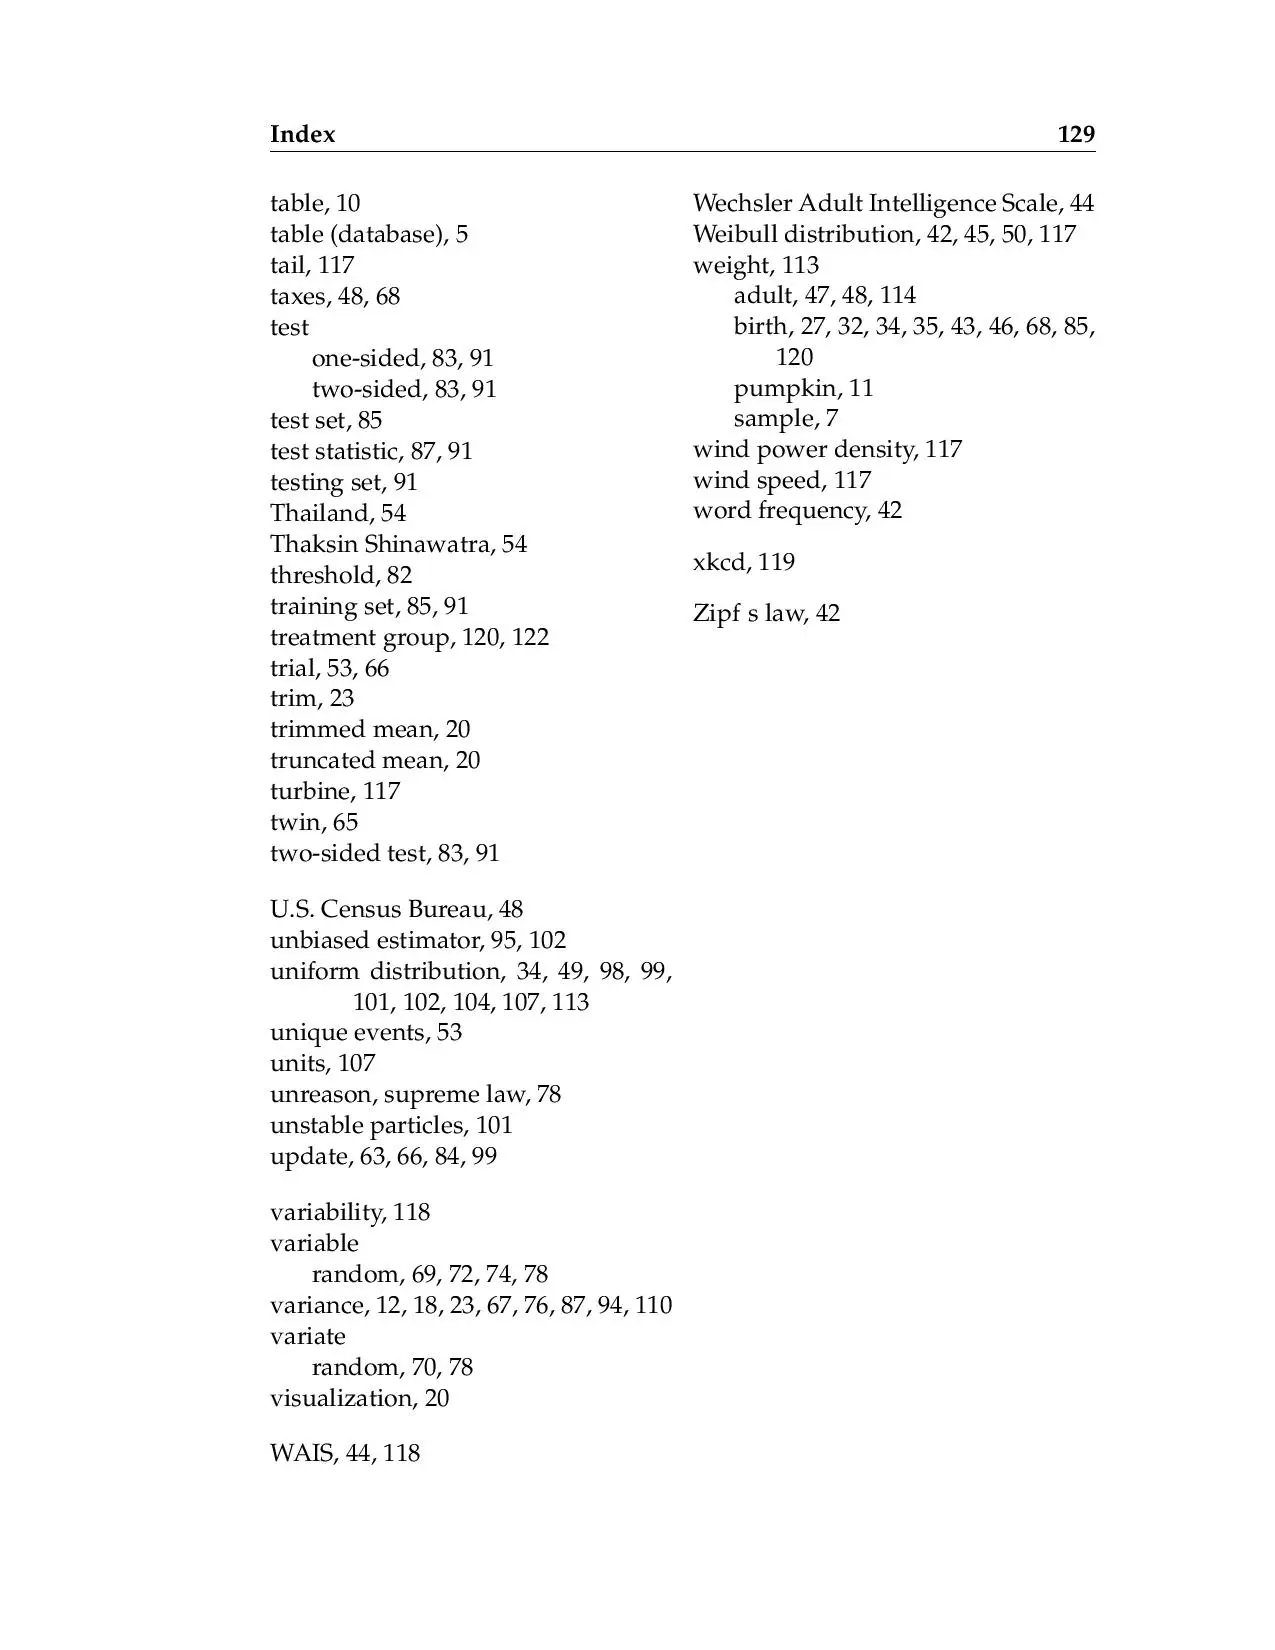 Index 129
table, 10
table (database), 5
tail, 117
taxes, 48, 68
test
one-sided, 83, 91
two-sided, 83, 91
test set, 85
test statistic, 87, 91
testing set, 91
Thailand, 54
Thaksin Shinawatra, 54
threshold, 82
training set, 85, 91
treatment group, 120, 122
trial, 53, 66
trim, 23
trimmed mean, 20
truncated mean, 20
turbine, 117
twin, 65
two-sided test, 83, 91
U.S. Census Bureau, 48
unbiased estimator, 95, 102
uniform distribution, 34, 49, 98, 99,
101, 102, 104, 107, 113
unique events, 53
units, 107
unreason, supreme law, 78
unstable particles, 101
update, 63, 66, 84, 99
variability, 118
variable
random, 69, 72, 74, 78
variance, 12, 18, 23, 67, 76, 87, 94, 110
variate
random, 70, 78
visualization, 20
WAIS, 44, 118
Wechsler Adult Intelligence Scale, 44
Weibull distribution, 42, 45, 50, 117
weight, 113
adult, 47, 48, 114
birth, 27, 32, 34, 35, 43, 46, 68, 85,
120
pumpkin, 11
sample, 7
wind power density, 117
wind speed, 117
word frequency, 42
xkcd, 119
Zipf s law, 42